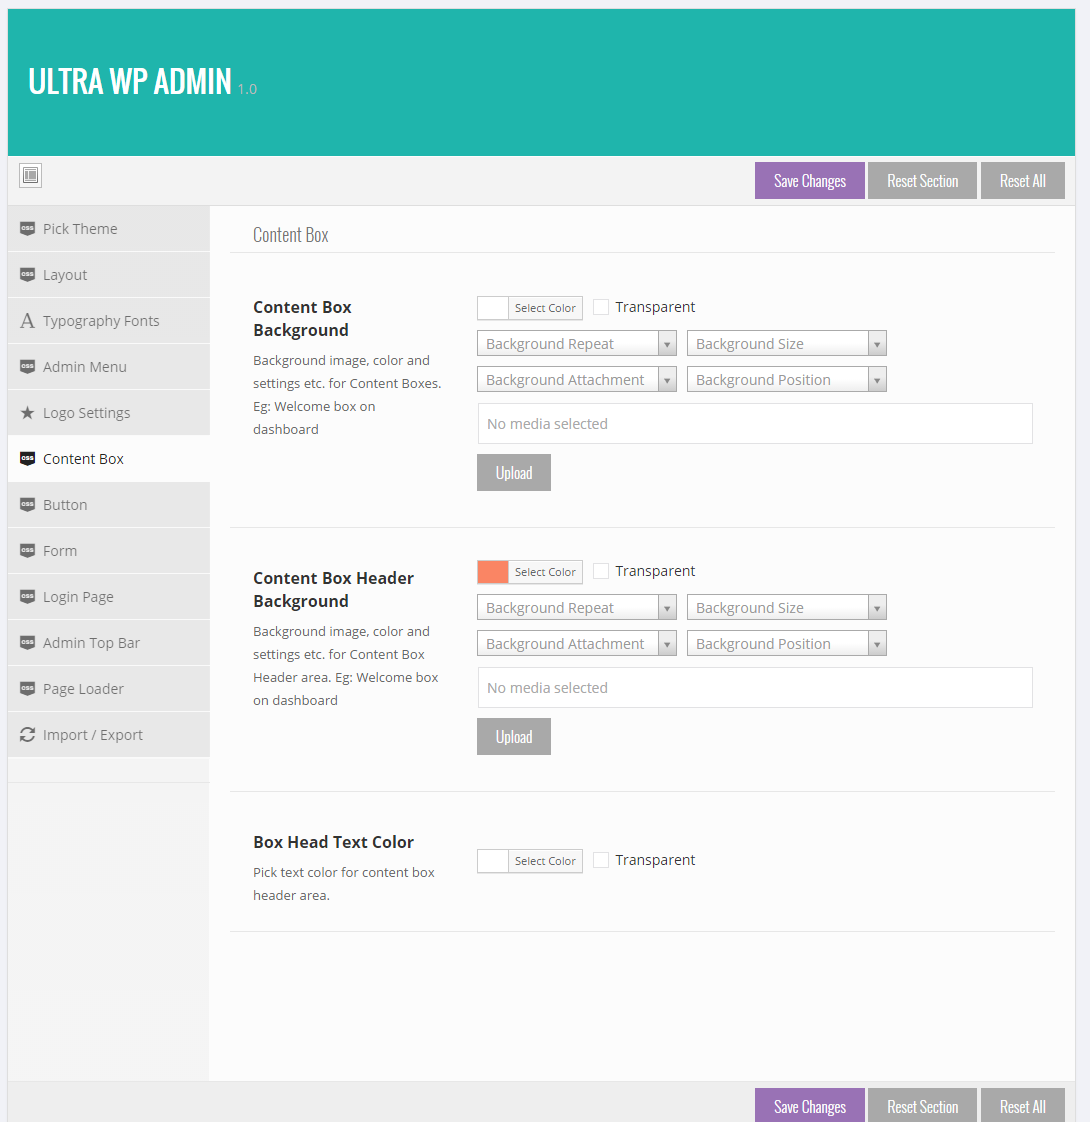 ULTRA WP ADMIN 1.0
Save Changes Reset Section Reset All
Pick Theme
Layout
Typography Fonts
Admin Menu
Logo Settings
Content Box
Button
Form
Login Page
Admin Top Bar
Page Loader
Import / Export
Content Box
Content Box
Background
Background image, color and
settings etc. for Content Boxes.
Eg: Welcome box on
dashboard
Select Color Transparent
Background Repeat Background Size
Background Attachment Background Position
No media selected
Upload
Content Box Header
Background
Background image, color and
settings etc. for Content Box
Header area. Eg: Welcome box
on dashboard
Select Color Transparent
Background Repeat Background Size
Background Attachment Background Position
No media selected
Upload
Box Head Text Color
Pick text color for content box
header area.
Select Color Transparent
Save Changes Reset Section Reset All